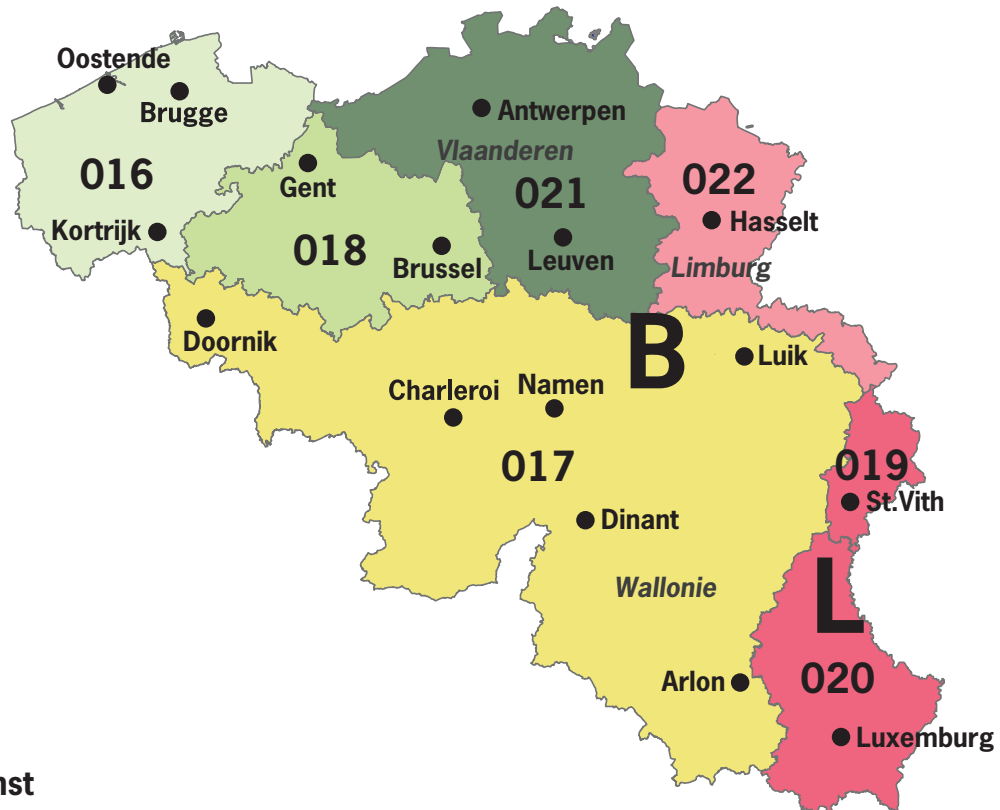 Oostende
Brugge
Antwerpen
Vlaanderen
016
Gent
021
022
Kortrijk
018
Brussel
Leuven
Hasselt
Limburg
Doornik
B
Luik
Charleroi
Namen
017
019
St.Vith
Dinant
Wallonie
L
020
Arlon
Luxemburg